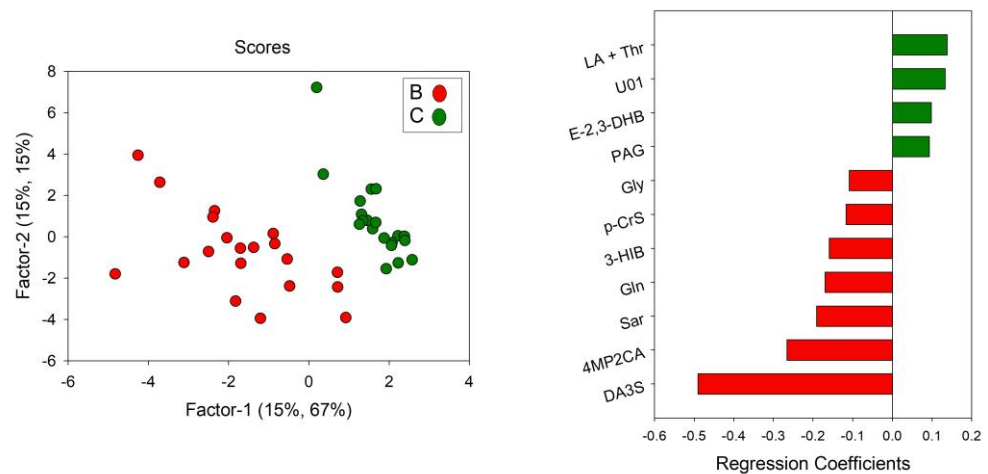 Scores
8
6
4
2
0
-2
-4
-6
-6 -4 -2 0 2 4
Factor-2 (15%, 15%)
Factor-1 (15%, 67%)
B
C
LA + Thr
U01
E-2,3-DHB
PAG
Gly
p-CrS
3-HIB
Gln
Sar
4MP2CA
DA3S
-0.6 -0.5 -0.4 -0.3 -0.2 -0.1 0.0 0.1 0.2
Regression Coefficients